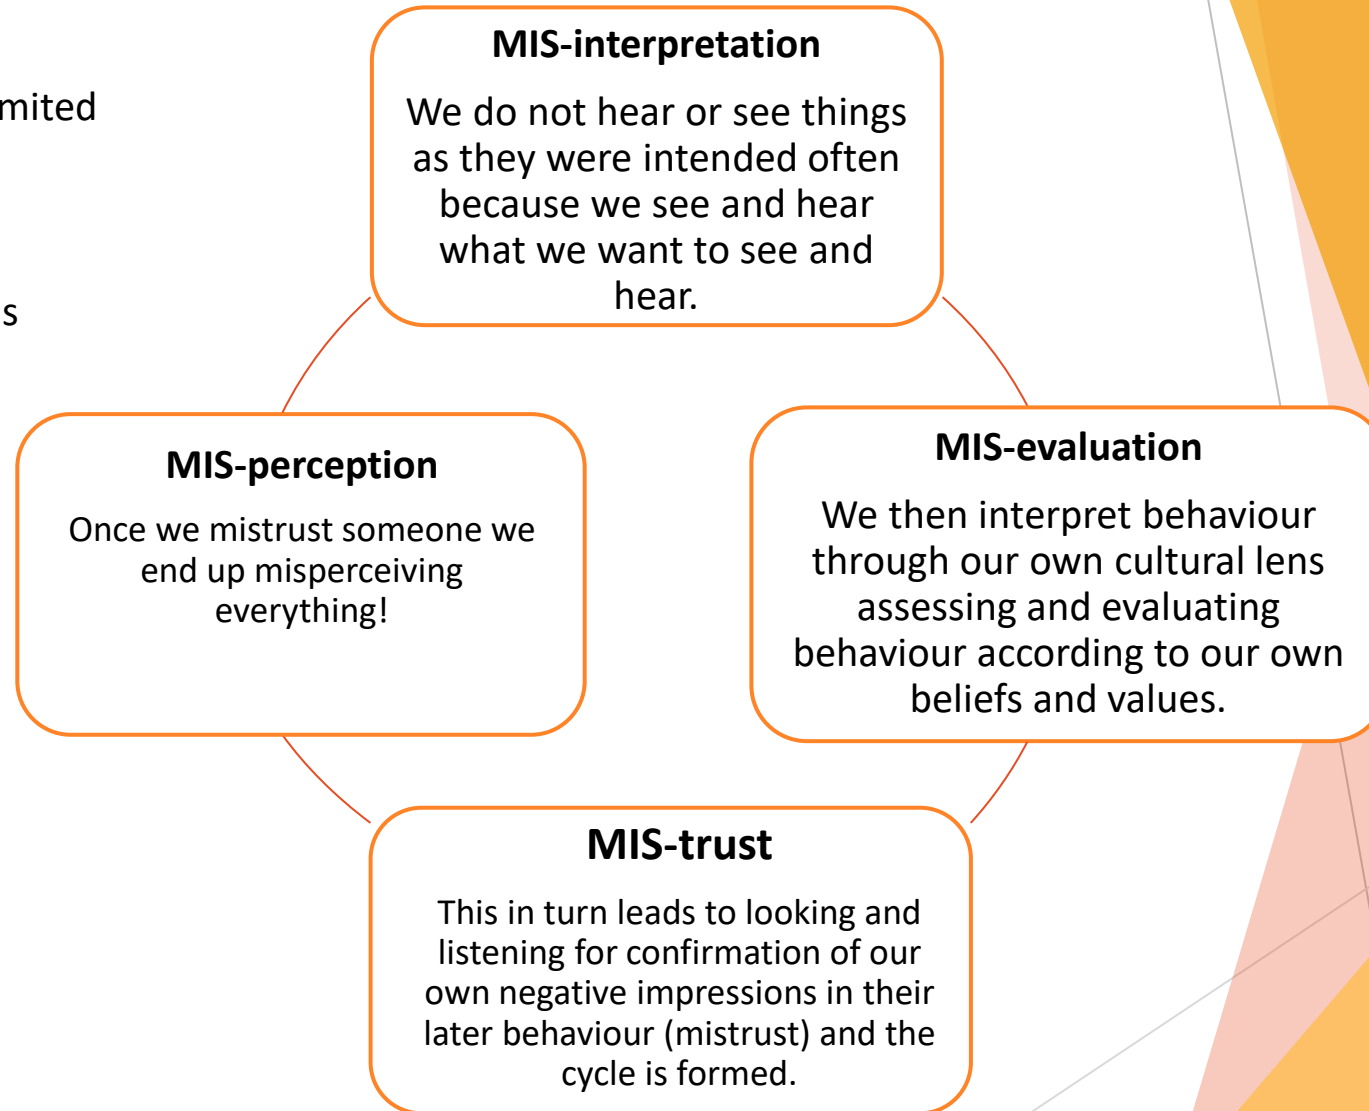 MIS-interpretation
We do not hear or see things
as they were intended often
because we see and hear
what we want to see and
hear.
MIS-perception
Once we mistrust someone we
end up misperceiving
everything!
MIS-evaluation
We then interpret behaviour
through our own cultural lens
assessing and evaluating
behaviour according to our own
beliefs and values.
MIS-trust
This in turn leads to looking and
listening for confirmation of our
own negative impressions in their
later behaviour (mistrust) and the
cycle is formed.